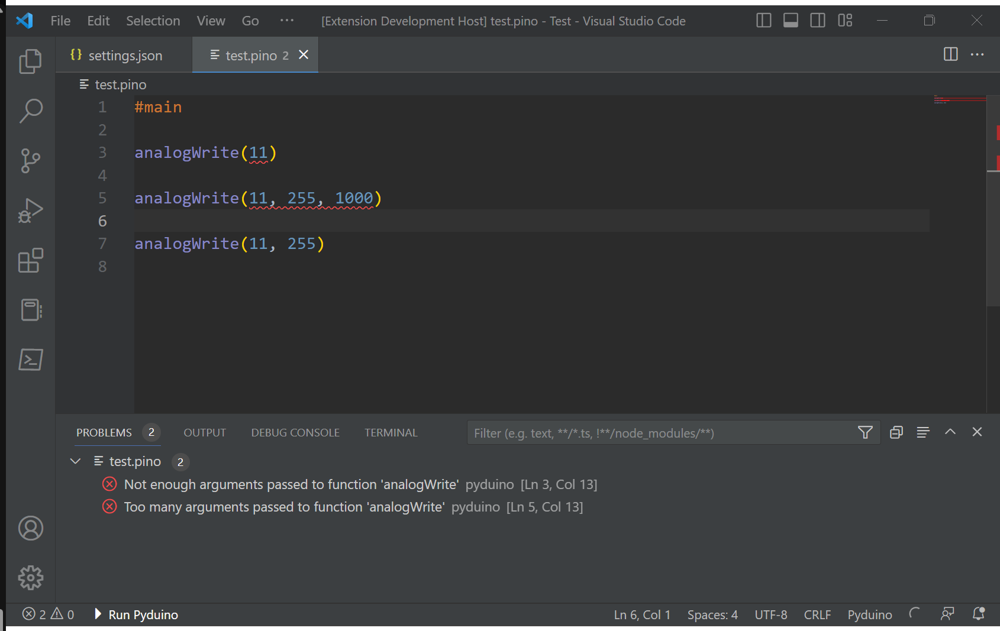 File Edit Selection View Go ··· [Extension Development Host] test.pino - Test - Visual Studio Code
{} settings.json test.pino 2
test.pino
1 #main
2
3 analogWrite(11)
4
5 analogWrite(11, 255, 1000)
6
7 analogWrite(11, 255)
8
PROBLEMS 2 OUTPUT DEBUG CONSOLE TERMINAL Filter (e.g. text, **/*.ts, !**/node_modules/**)
test.pino 2
Not enough arguments passed to function 'analogWrite' pyduino [Ln 3, Col 13]
Too many arguments passed to function 'analogWrite' pyduino [Ln 5, Col 13]
2 0 Run Pyduino Ln 6, Col 1 Spaces: 4 UTF-8 CRLF Pyduino